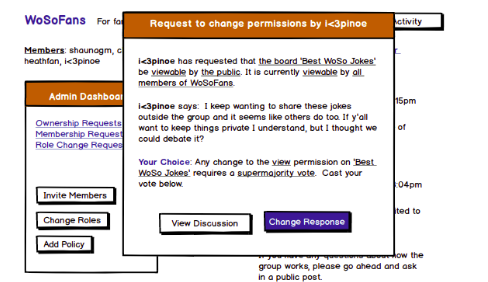 WoSoFans For fa
ctivity
Members: shaunagm, c
heathfan, i<3pinoe
Admin Dashboar
Ownership Requests
Membership Request
Role Change Reques
Invite Members
Change Roles
Add Policy
Request to change permissions by i<3pinoe
i<3pinoe has requested that the board 'Best WoSo Jokes'
be viewable by the public. It is currently viewable by all
members of WoSoFans.
i<3pinoe says: I keep wanting to share these jokes
outside the group and it seems like others do too. If y'all
want to keep things private I understand, but I thought we
could debate it?
Your Choice: Any change to the view permission on 'Best
WoSo Jokes' requires a supermajority vote. Cast your
vote below.
View Discussion
Change Response
15pm
of
:04pm
ited to
how the
group works, please go ahead and ask
in a public post.